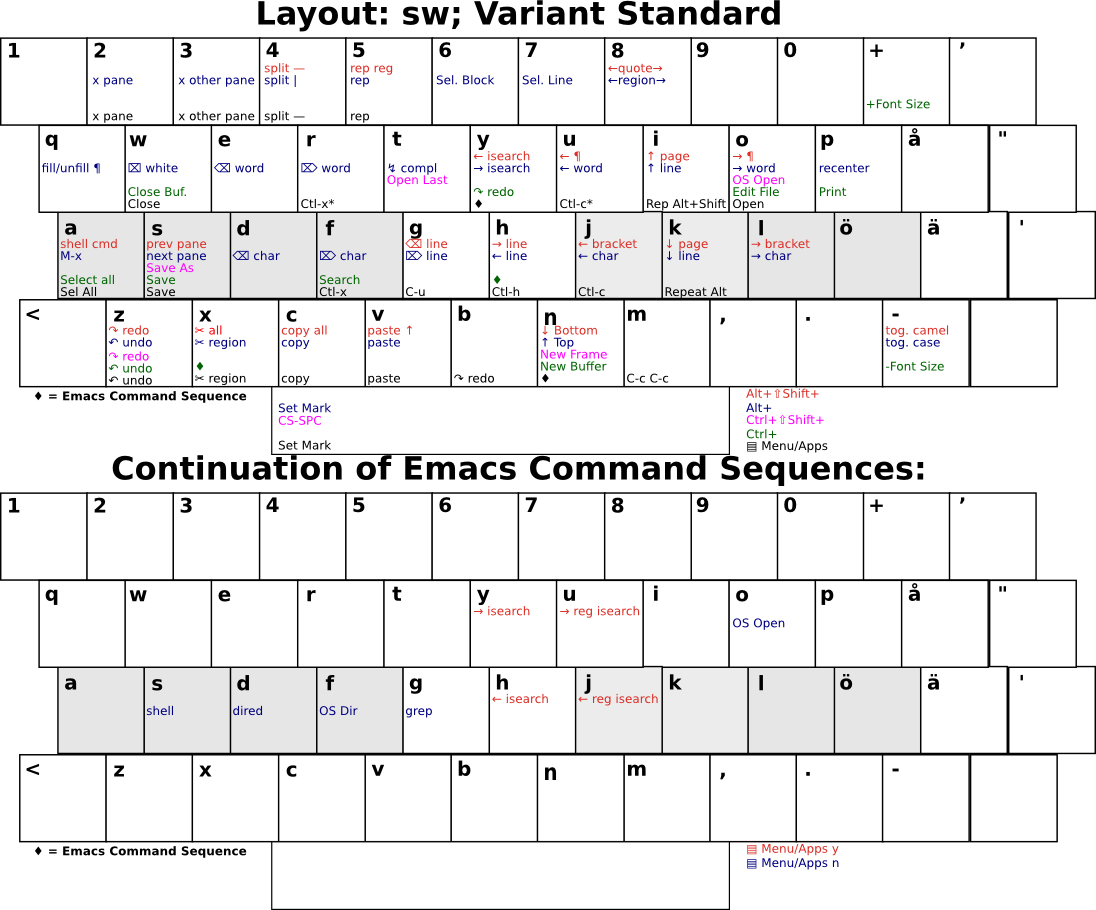 Layout: sw; Variant Standard
1 2 3 4 5 6 7 8 9 0 + ’
split — rep reg ←quote→
x pane x other pane split | rep Sel. Block Sel. Line ←region→
+Font Size
x pane x other pane split — rep
q w e r t y u i o p å "
← isearch ← ¶ ↑ page → ¶
fill/unfill ¶ ⌧ white ⌫ word ⌦ word ↯ compl → isearch ← word ↑ line → word recenter
Open Last OS Open
Close Buf. ↷ redo Edit File Print
Close Ctl-x* ♦ Ctl-c* Rep Alt+Shift Open
a s d f g h j k l ö ä '
shell cmd prev pane ⌫ line → line ← bracket ↓ page → bracket
M-x next pane ⌫ char ⌦ char ⌦ line ← line ← char ↓ line → char
Save As
Select all Save Search ♦
Sel All Save Ctl-x C-u Ctl-h Ctl-c Repeat Alt
< z x c v b n m , . -
↷ redo ✂ all copy all paste ↑ ↓ Bottom tog. camel
↶ undo ✂ region copy paste ↑ Top tog. case
↷ redo New Frame
↶ undo ♦ New Buffer -Font Size
↶ undo ✂ region copy paste ↷ redo ♦ C-c C-c
♦ = Emacs Command Sequence
Set Mark
CS-SPC
Set Mark
Alt+⇧Shift+
Alt+
Ctrl+⇧Shift+
Ctrl+
▤ Menu/Apps
Continuation of Emacs Command Sequences:
1 2 3 4 5 6 7 8 9 0 + ’
q w e r t y u i o p å "
→ isearch → reg isearch
OS Open
a s d f g h j k l ö ä '
← isearch ← reg isearch
shell dired OS Dir grep
< z x c v b n m , . -
♦ = Emacs Command Sequence
▤ Menu/Apps y
▤ Menu/Apps n